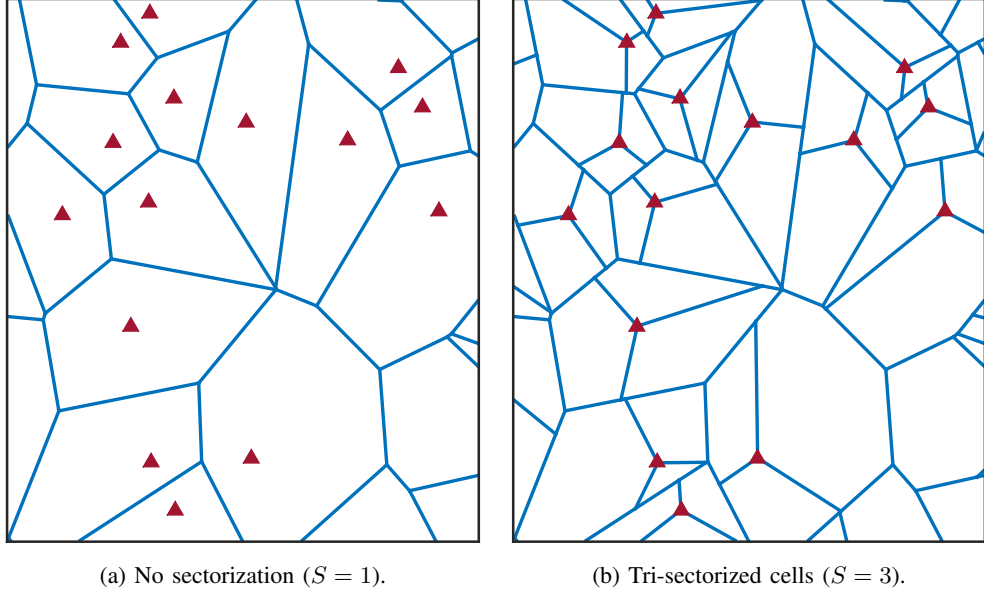 (a) No sectorization (S = 1).
(b) Tri-sectorized cells (S = 3).